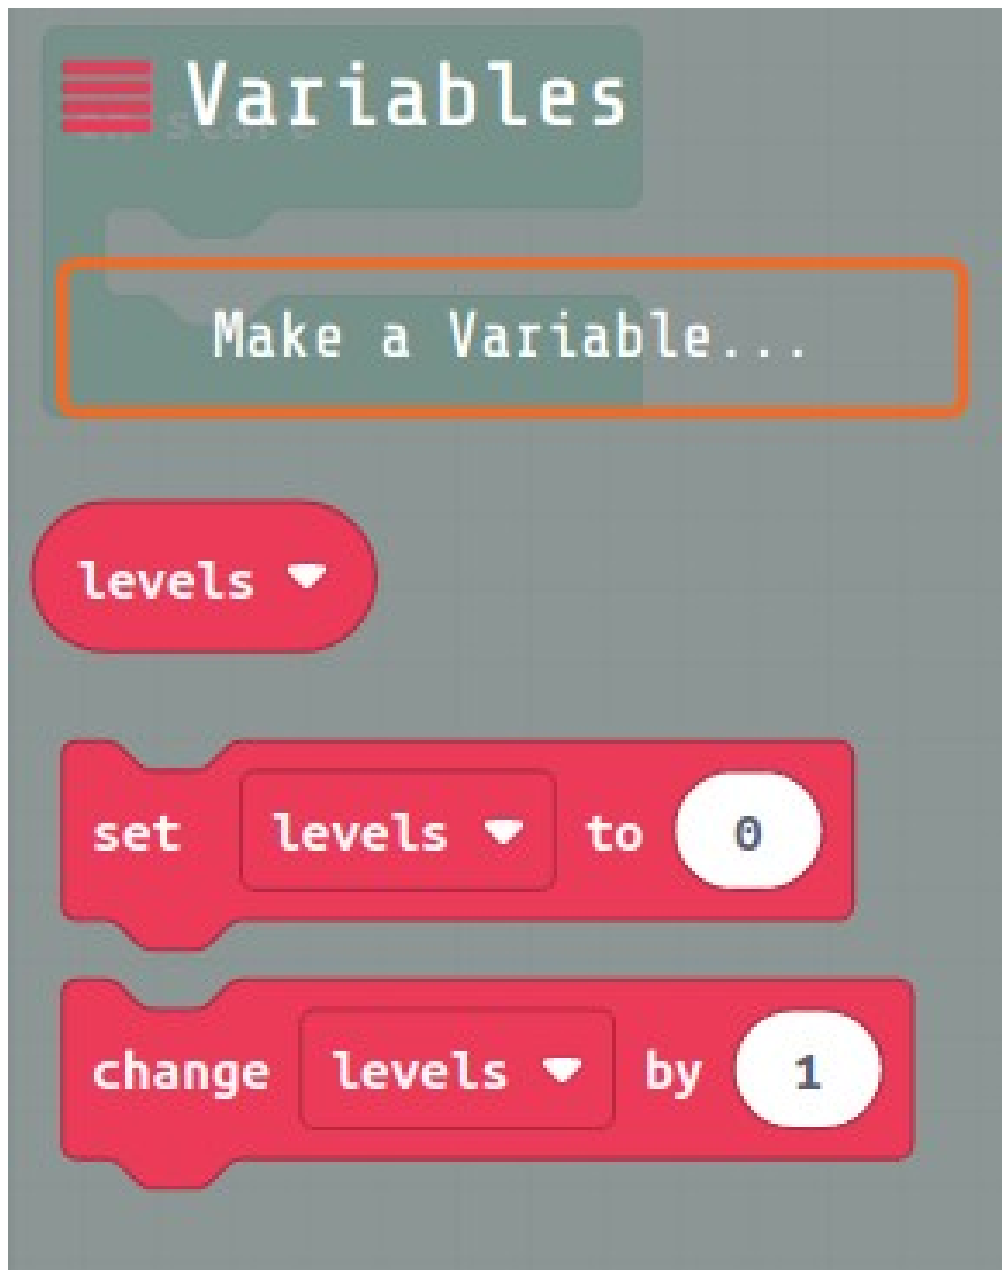 Variables
Make a Variable...
levels
set levels to 0
change levels by 1